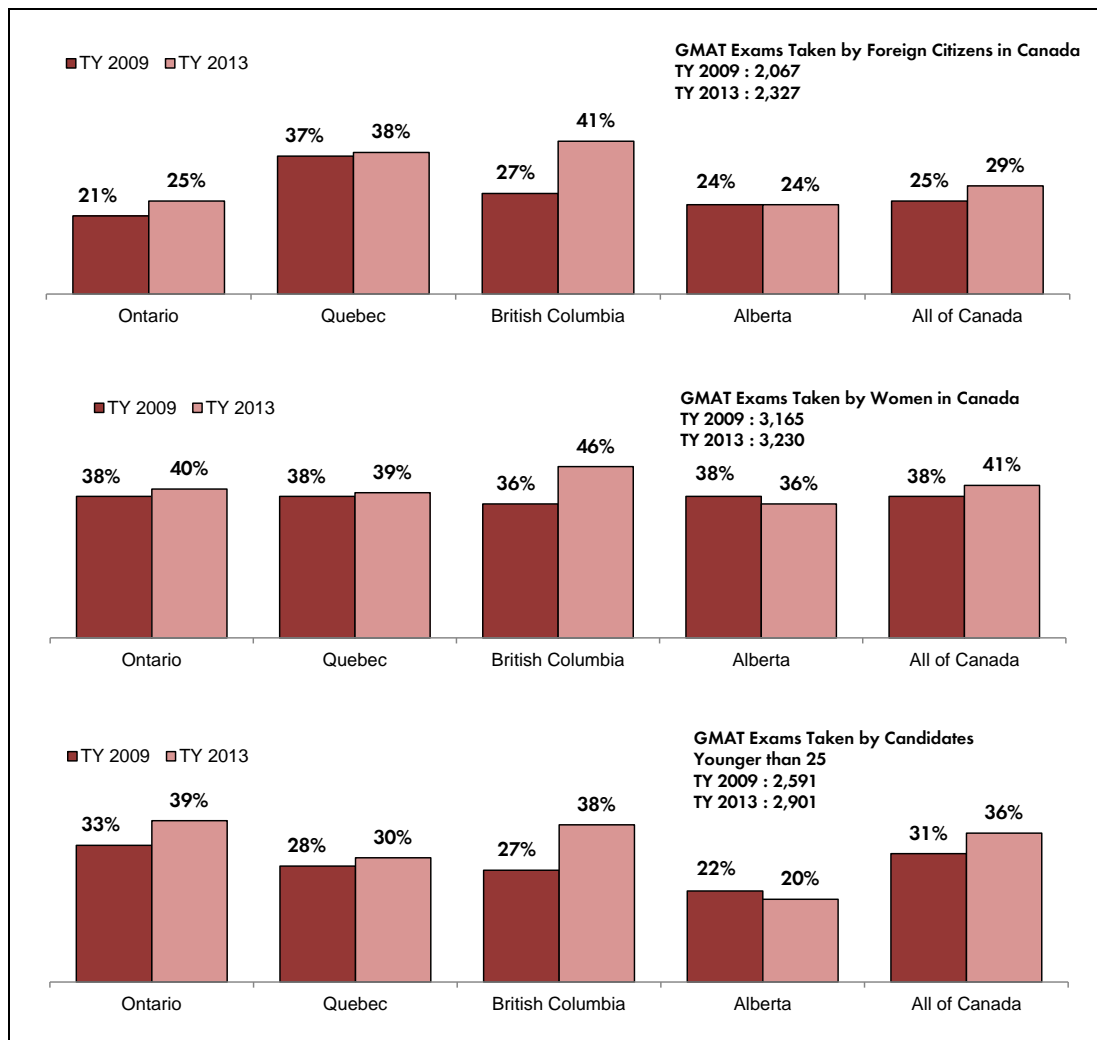 TY 2009 TY 2013
GMAT Exams Taken by Foreign Citizens in Canada
TY 2009 : 2,067
TY 2013 : 2,327
21% 25% 37% 38% 27% 41% 24% 24% 25% 29%
Ontario Quebec British Columbia Alberta All of Canada
TY 2009 TY 2013
GMAT Exams Taken by Women in Canada
TY 2009 : 3,165
TY 2013 : 3,230
38% 40% 38% 39% 36% 46% 38% 36% 38% 41%
Ontario Quebec British Columbia Alberta All of Canada
TY 2009 TY 2013
GMAT Exams Taken by Candidates
Younger than 25
TY 2009 : 2,591
TY 2013 : 2,901
33% 39% 28% 30% 27% 38% 22% 20% 31% 36%
Ontario Quebec British Columbia Alberta All of Canada